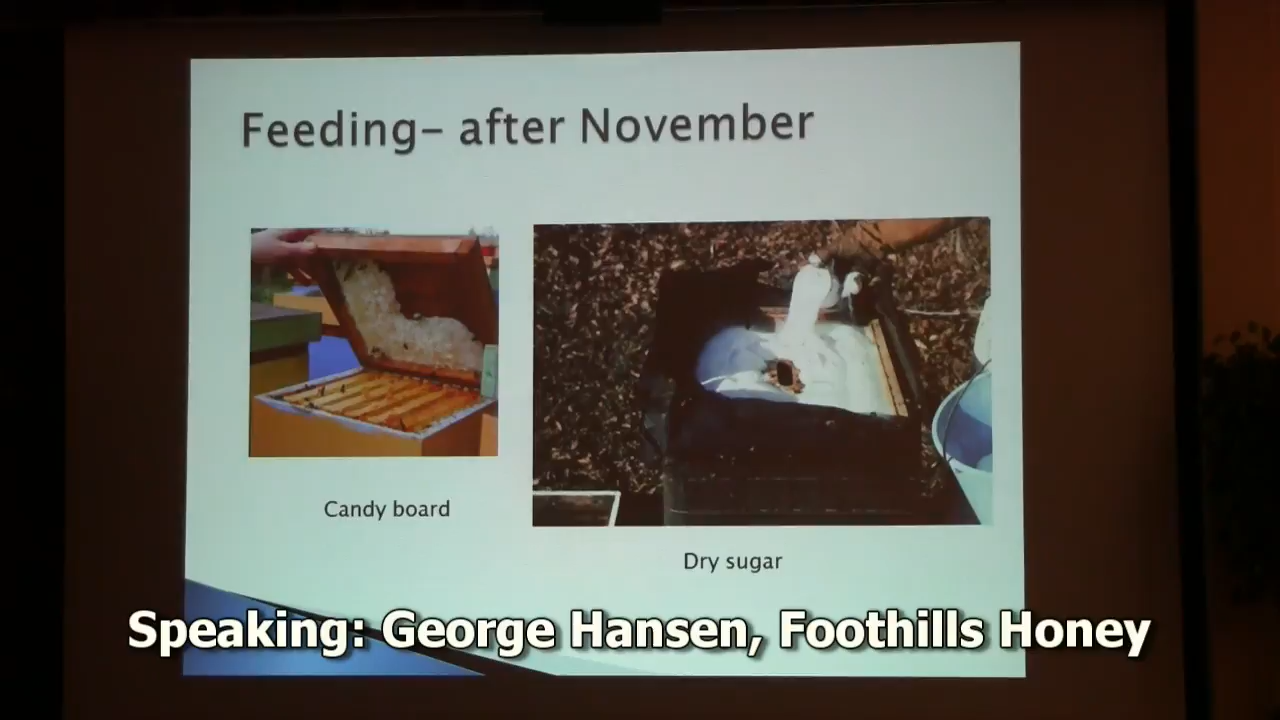 Feeding– after November
Candy board
Dry sugar
Speaking: George Hansen, Foothills Honey